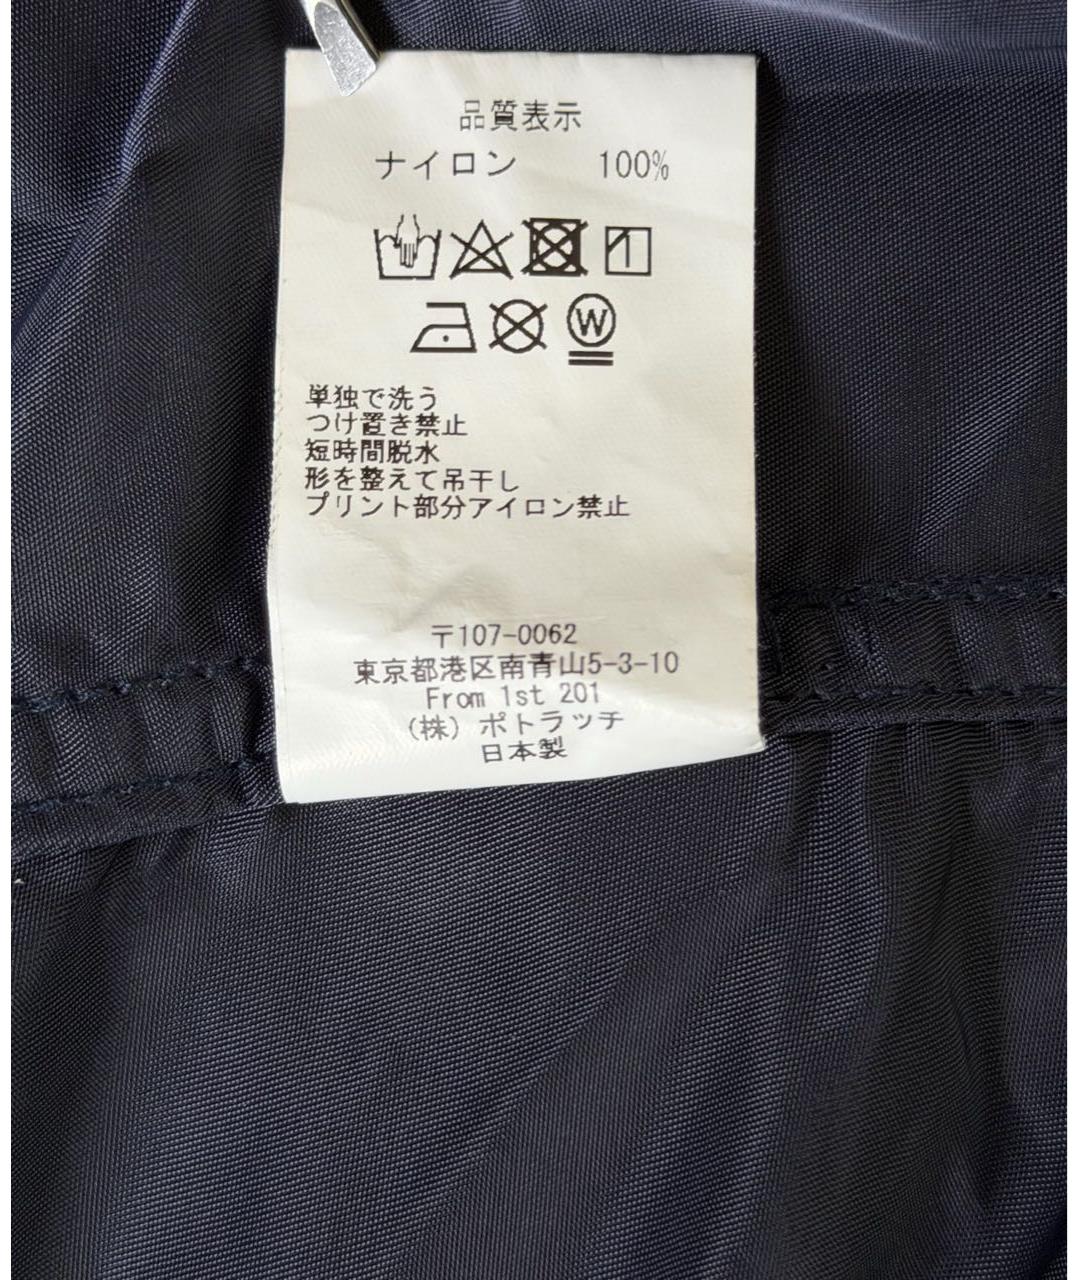 品質表示
ナイロン 100%
W
単独で洗う
つけ置き禁止
短時間脱水
形を整えて吊干し
プリント部分アイロン禁止
〒107-0062
東京都港区南青山5-3-10
From 1st 201
(株) ポトラッチ
日本製